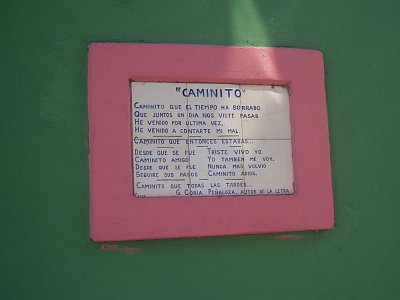 "CAMINITO"
CAMINITO QUE EL TIEMPO HA BORRADO
QUE JUNTOS UN DIA NOS VISTE PASAR
HE VENIDO POR ÚLTIMA VEZ,
HE VENIDO A CONTARTE MI MAL.
CAMINITO QUE ENTONCES ESTABAS...
DESDE QUE SE FUE TRISTE VIVO YO
CAMINITO AMIGO YO TAMBIEN ME VOY.
DESDE QUE SE FUE NUNCA MAS VOLVIO
SEGUIRE SUS PASOS CAMINITO ADIOS.
CAMINITO QUE TODAS LAS TARDES...
G. CORIA PEÑALOZA. AUTOR DE LA LETRA